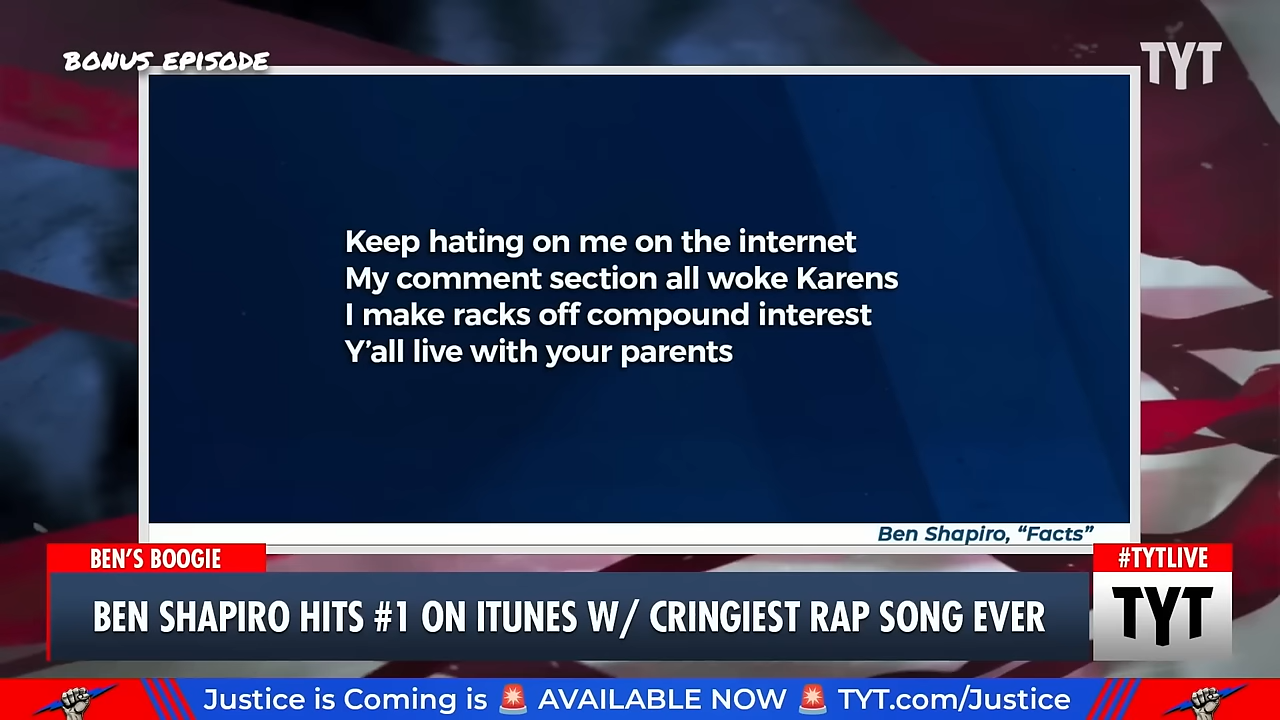 BONUS EPISODE
TYT
Keep hating on me on the internet
My comment section all woke Karens
I make racks off compound interest
Y'all live with your parents
Ben Shapiro, “Facts”
BEN'S BOOGIE
#TYTLIVE
BEN SHAPIRO HITS #1 ON ITUNES W/ CRINGIEST RAP SONG EVER
TYT
Justice is Coming is 🚨 AVAILABLE NOW 🚨 TYT.com/Justice